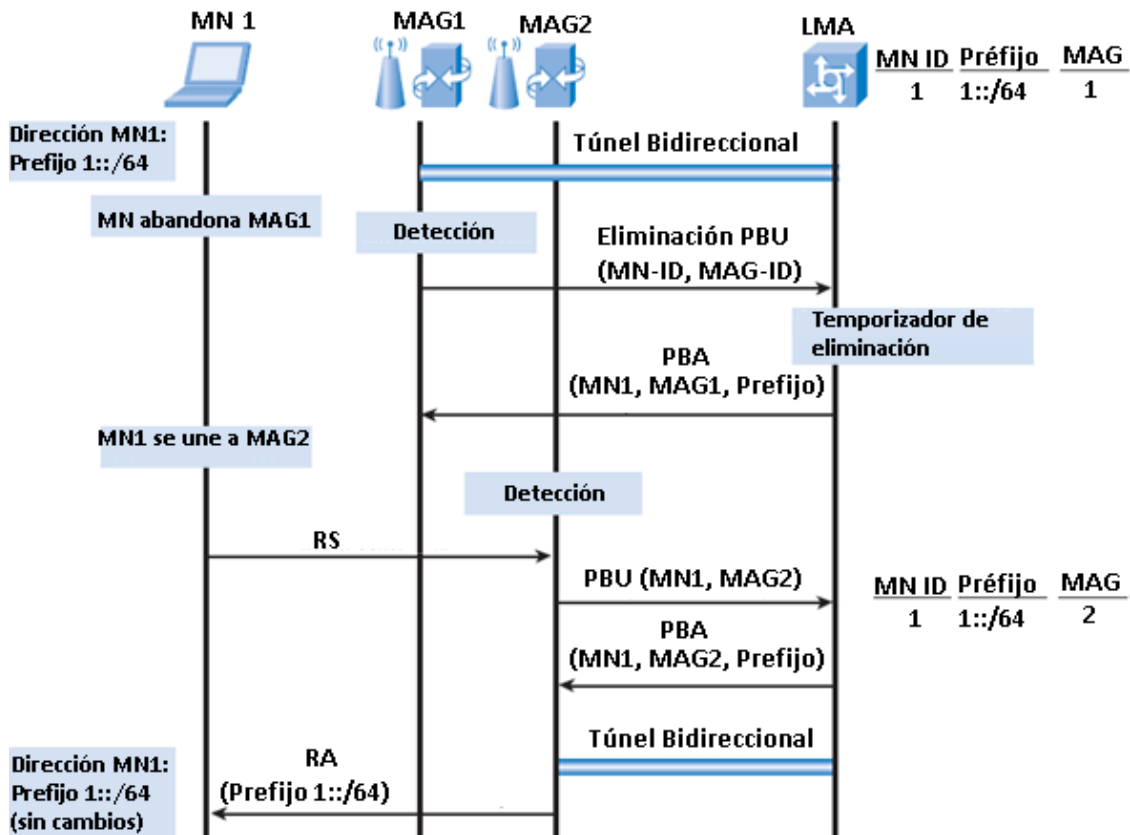 MN 1
MAG1
MAG2
LMA
MN ID Préfijo MAG
1 1::/64 1
Dirección MN1:
Prefijo 1::/64
Túnel Bidireccional
MN abandona MAG1
Detección
Eliminación PBU
(MN-ID, MAG-ID)
Temporizador de
eliminación
PBA
(MN1, MAG1, Prefijo)
MN1 se une a MAG2
Detección
RS
PBU (MN1, MAG2)
MN ID Préfijo MAG
1 1::/64 2
PBA
(MN1, MAG2, Prefijo)
Túnel Bidireccional
RA
(Prefijo 1::/64)
Dirección MN1:
Prefijo 1::/64
(sin cambios)